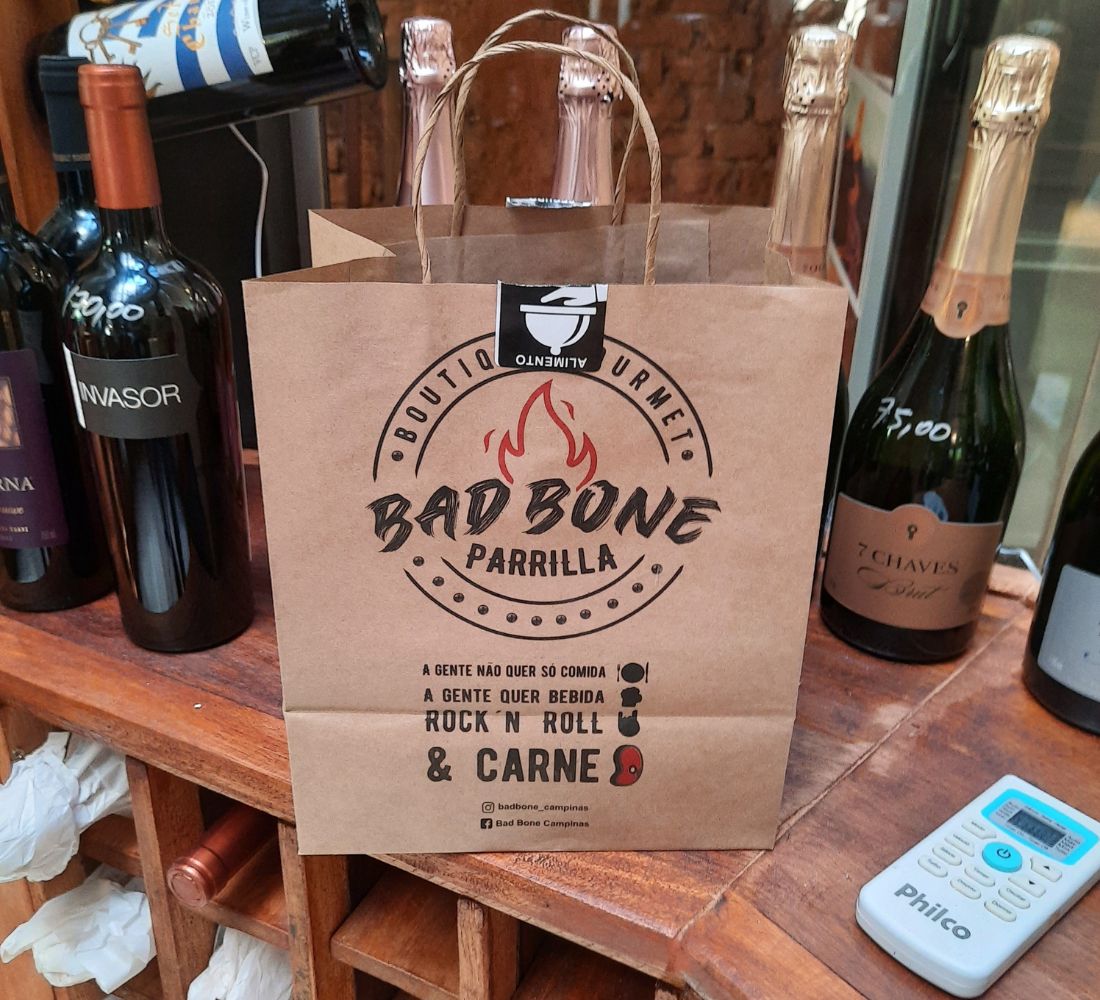 70,00
INVASOR
RNA
ALIMENTO
BOUTIQ
URMET
BAD BONE
PARRILLA
A GENTE NÃO QUER SÓ COMIDA
A GENTE QUER BEBIDA
ROCK´N ROLL
& CARNE
badbone_campinas
Bad Bone Campinas
75,00
7 CHAVES
Brut
Philco